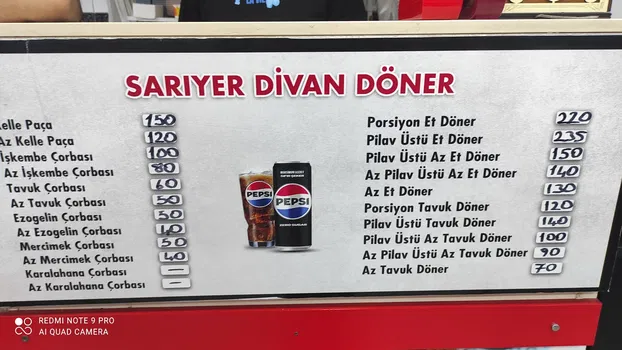 SARIYER DİVAN DÖNER
Kelle Paça 150
Az Kelle Paça 120
İşkembe Çorbası 100
Az İşkembe Çorbası 80
Tavuk Çorbası 60
Az Tavuk Çorbası 50
Ezogelin Çorbası 50
Az Ezogelin Çorbası 40
Mercimek Çorbası 50
Az Mercimek Çorbası 40
Karalahana Çorbası —
Az Karalahana Çorbası —
PEPSI
PEPSI
Porsiyon Et Döner 220
Pilav Üstü Et Döner 235
Pilav Üstü Az Et Döner 150
Az Pilav Üstü Az Et Döner 140
Az Et Döner 130
Porsiyon Tavuk Döner 120
Pilav Üstü Tavuk Döner 140
Pilav Üstü Az Tavuk Döner 100
Az Pilav Üstü Az Tavuk Döner 90
Az Tavuk Döner 70
REDMI NOTE 9 PRO
AI QUAD CAMERA